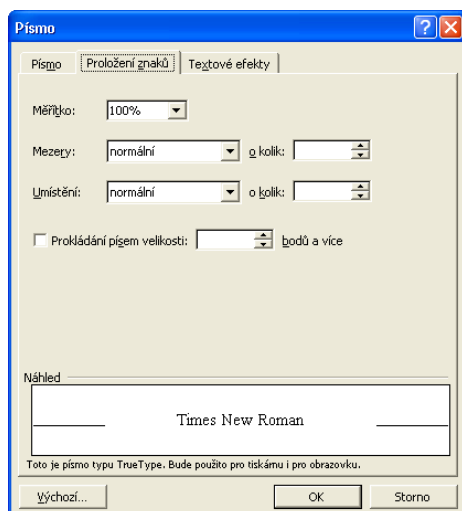 Písmo
Písmo Proložení znaků Textové efekty
Měřítko: 100%
Mezery: normální o kolik:
Umístění: normální o kolik:
Prokládání písem velikosti: bodů a více
Náhled
Times New Roman
Toto je písmo typu TrueType. Bude použito pro tiskárnu i pro obrazovku.
Výchozí... OK Storno